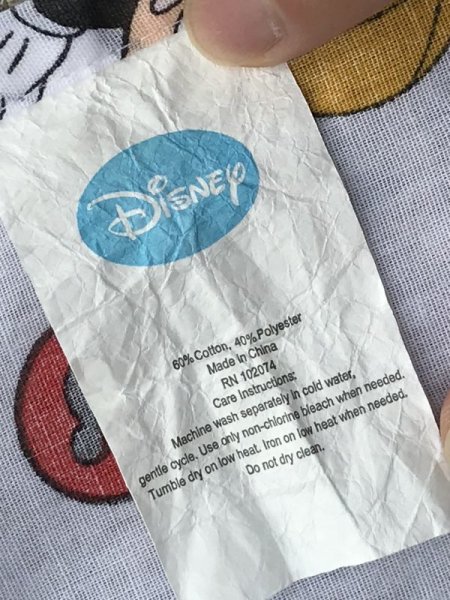 Disney
60% Cotton, 40% Polyester
Made in China
RN 102074
Care Instructions:
Machine wash separately in cold water,
gentle cycle. Use only non-chlorine bleach when needed.
Tumble dry on low heat. Iron on low heat when needed.
Do not dry clean.